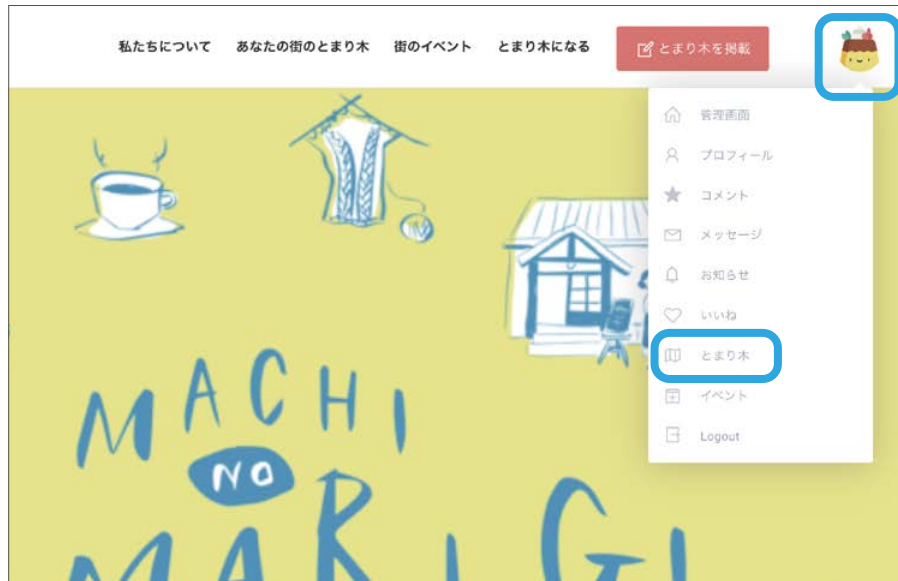 私たちについて あなたの街のとまり木 街のイベント とまり木になる とまり木を掲載
管理画面
プロフィール
コメント
メッセージ
お知らせ
いいね
とまり木
イベント
Logout
MACHI
NO
MARIGI